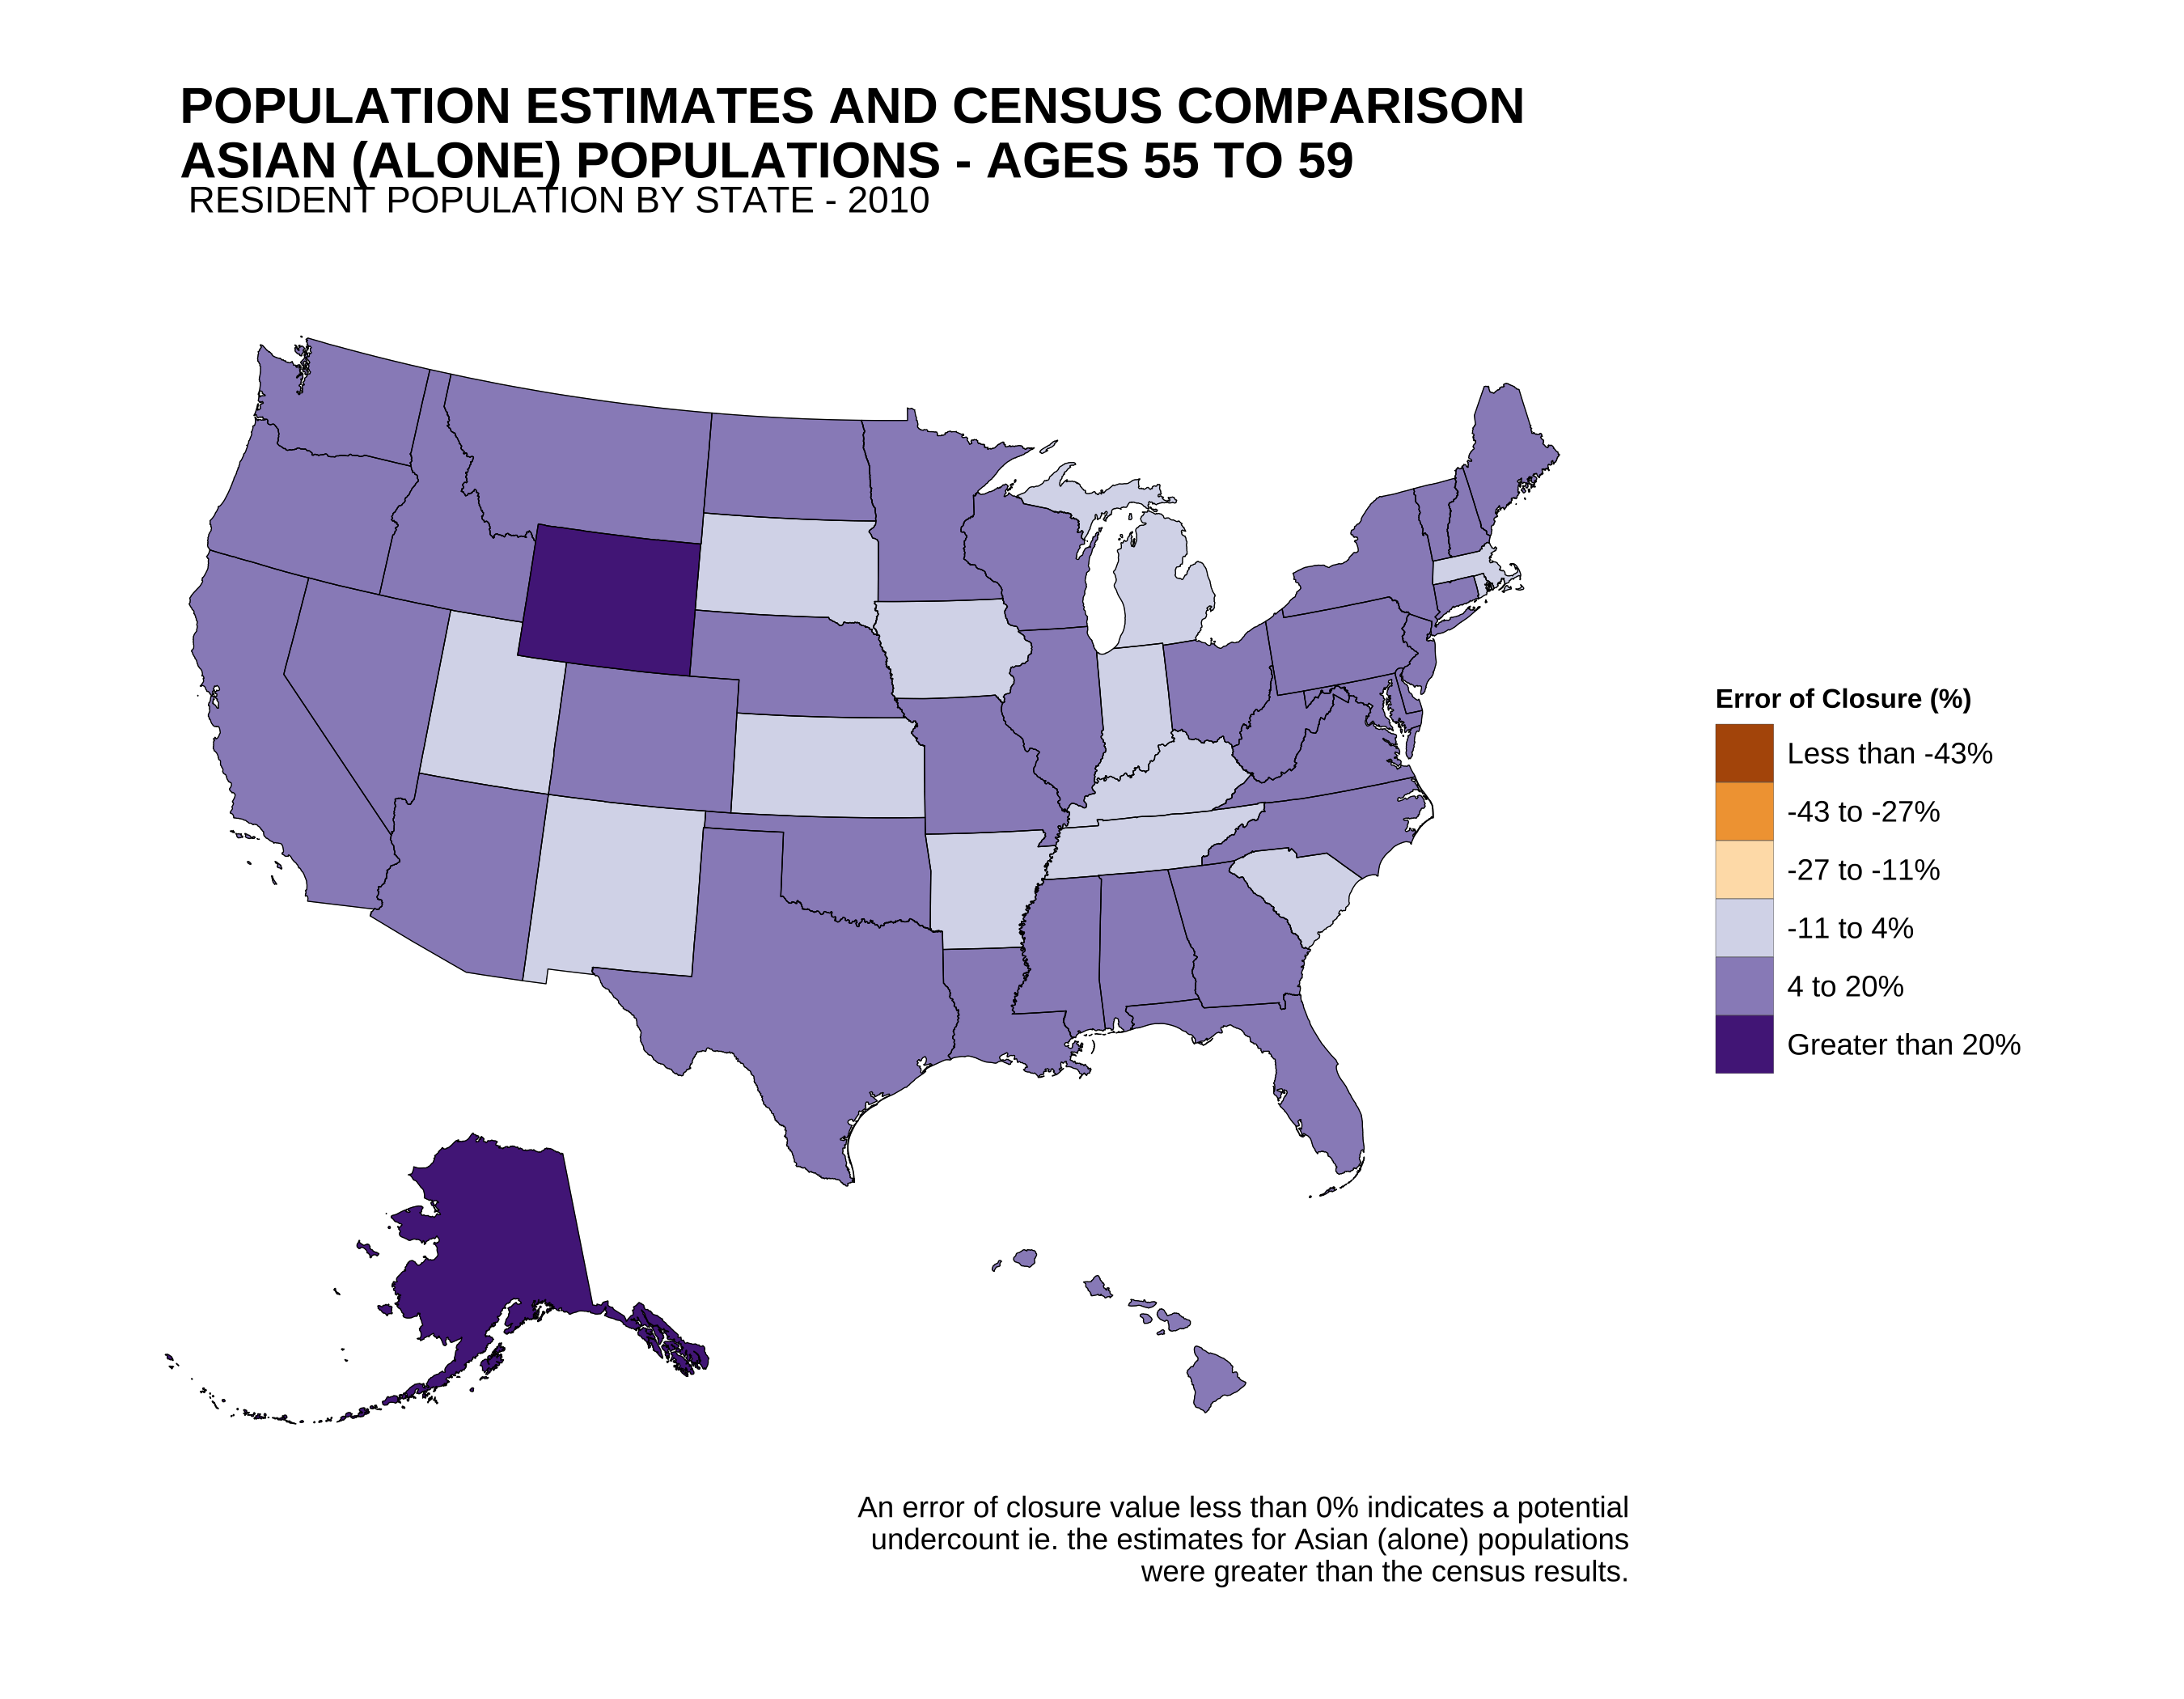 POPULATION ESTIMATES AND CENSUS COMPARISON
ASIAN (ALONE) POPULATIONS - AGES 55 TO 59
RESIDENT POPULATION BY STATE - 2010
Error of Closure (%)
Less than -43%
-43 to -27%
-27 to -11%
-11 to 4%
4 to 20%
Greater than 20%
An error of closure value less than 0% indicates a potential
undercount ie. the estimates for Asian (alone) populations
were greater than the census results.